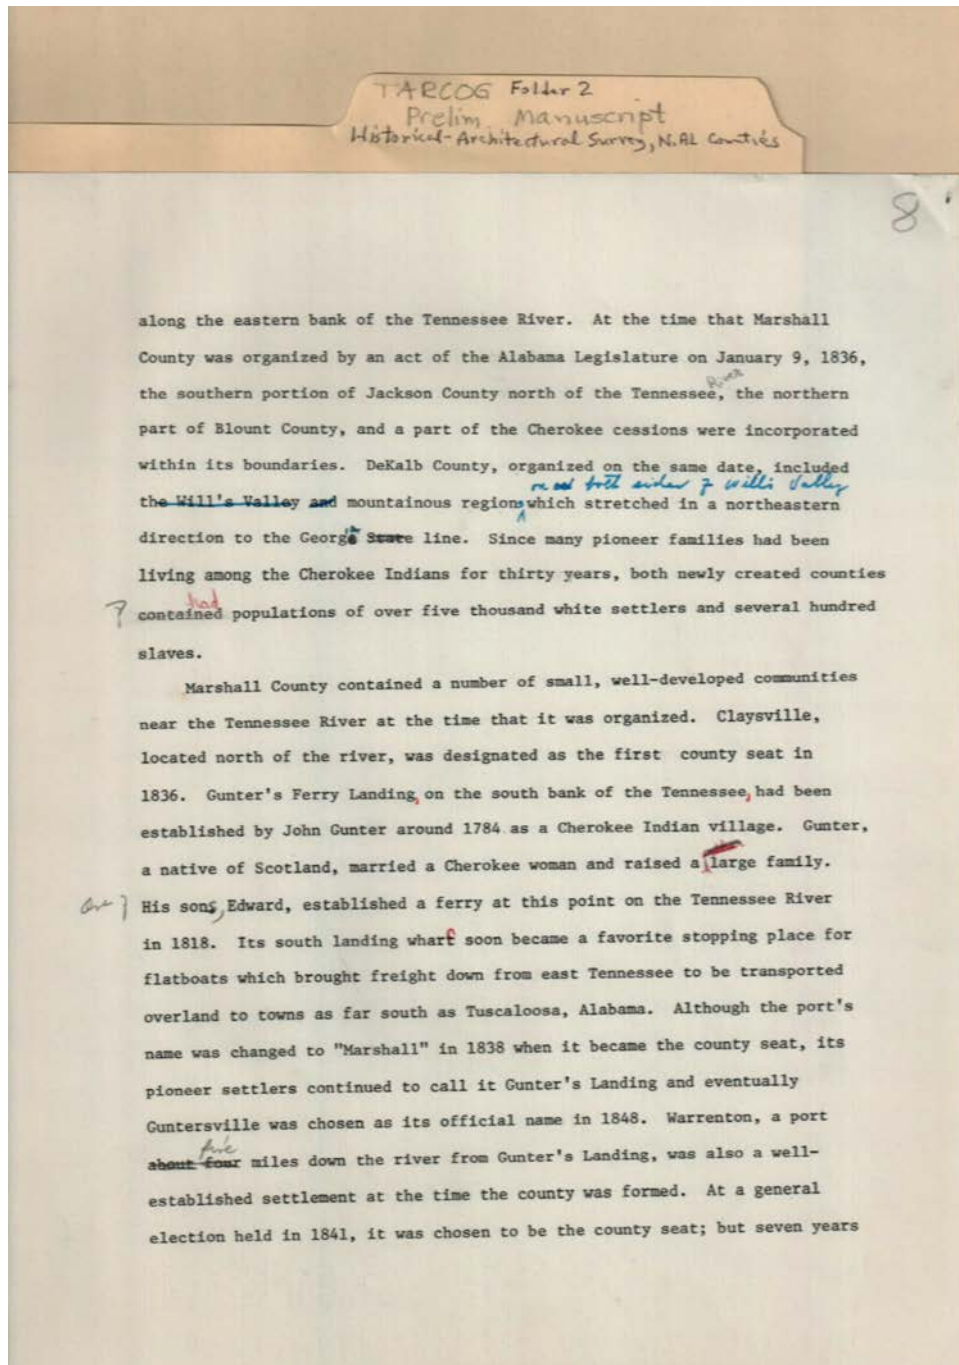 TARCOG Folder 2
Prelim Manuscript
Historical-Architectural Survey, N.AL Counties
8
along the eastern bank of the Tennessee River. At the time that Marshall
County was organized by an act of the Alabama Legislature on January 9, 1836,
River
the southern portion of Jackson County north of the Tennessee, the northern
part of Blount County, and a part of the Cherokee cessions were incorporated
within its boundaries. DeKalb County, organized on the same date, included
on both sides of Wills Valley
the Will's Valley and mountainous regions which stretched in a northeastern
direction to the Georgia State line. Since many pioneer families had been
living among the Cherokee Indians for thirty years, both newly created counties
had
? contained populations of over five thousand white settlers and several hundred
slaves.
Marshall County contained a number of small, well-developed communities
near the Tennessee River at the time that it was organized. Claysville,
located north of the river, was designated as the first county seat in
1836. Gunter's Ferry Landing, on the south bank of the Tennessee, had been
established by John Gunter around 1784 as a Cherokee Indian village. Gunter,
a native of Scotland, married a Cherokee woman and raised a large family.
His sons, Edward, established a ferry at this point on the Tennessee River
in 1818. Its south landing wharf soon became a favorite stopping place for
flatboats which brought freight down from east Tennessee to be transported
overland to towns as far south as Tuscaloosa, Alabama. Although the port's
name was changed to "Marshall" in 1838 when it became the county seat, its
pioneer settlers continued to call it Gunter's Landing and eventually
Guntersville was chosen as its official name in 1848. Warrenton, a port
five
about four miles down the river from Gunter's Landing, was also a well-
established settlement at the time the county was formed. At a general
election held in 1841, it was chosen to be the county seat; but seven years